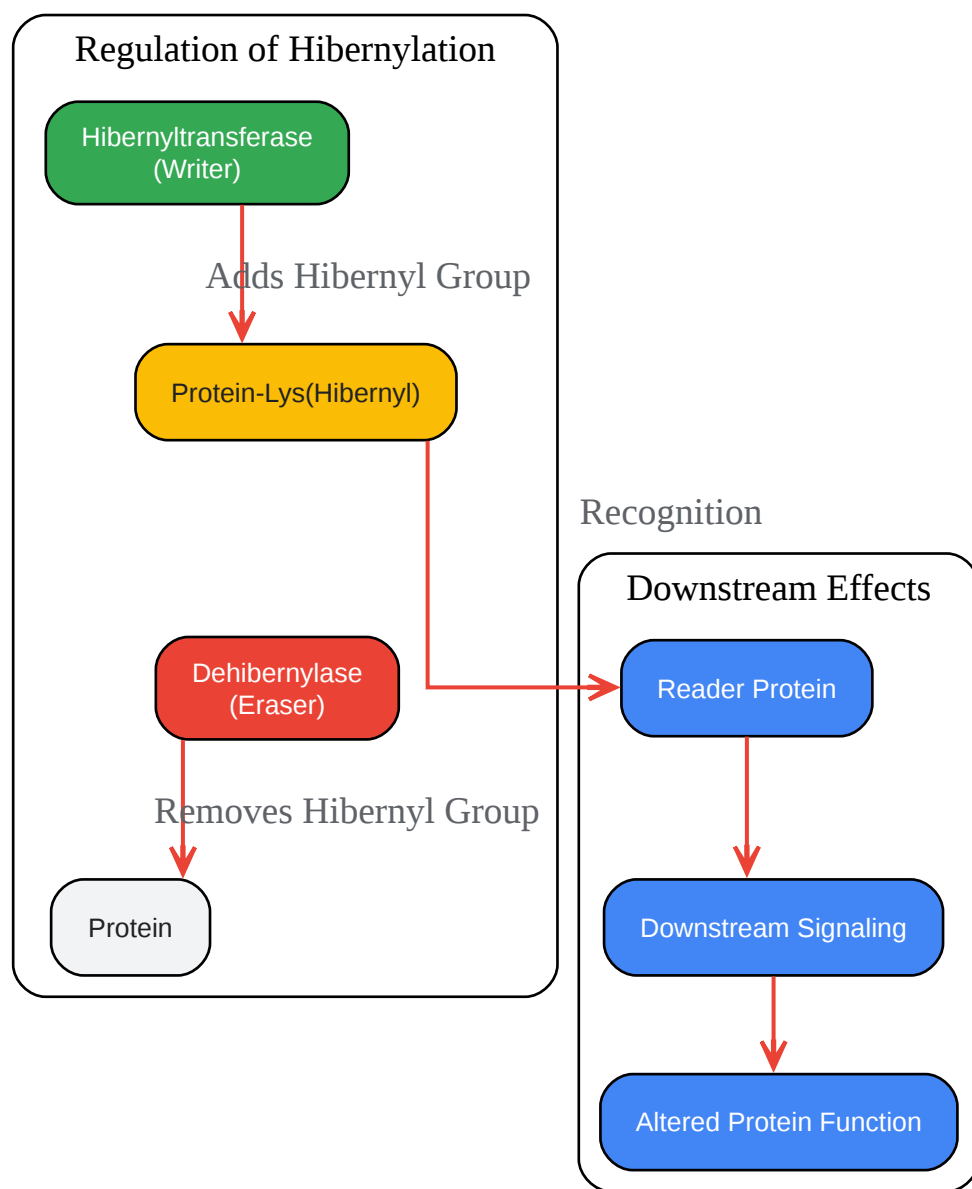 Regulation of Hibernylation
Hibernyltransferase
(Writer)
Adds Hibernyl Group
Protein-Lys(Hibernyl)
Recognition
Downstream Effects
Dehibernylase
(Eraser)
Reader Protein
Removes Hibernyl Group
Protein
Downstream Signaling
Altered Protein Function